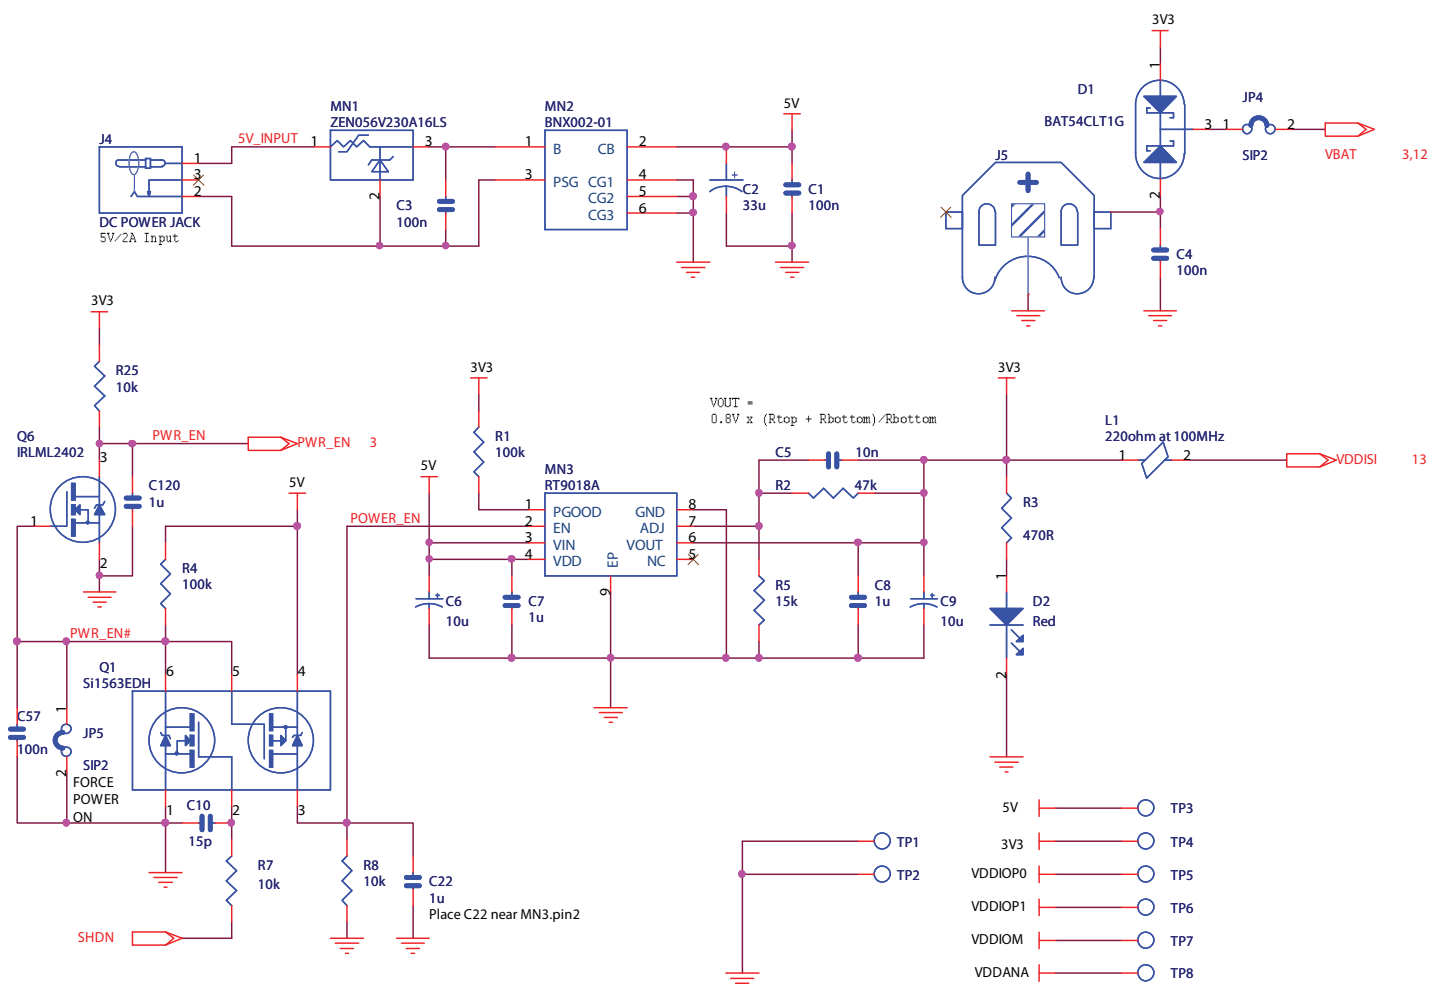 J4
1
3
2
DC POWER JACK
5V/2A Input
5V_INPUT
MN1
ZEN056V230A16LS
1
3
2
C3
100n
MN2
BNX002-01
1
B
CB
2
3
PSG
CG1
4
CG2
5
CG3
6
5V
C2
33u
C1
100n
3V3
1
D1
BAT54CLT1G
3
1
JP4
2
SIP2
VBAT
3,12
J5
2
C4
100n
3V3
R25
10k
Q6
IRLML2402
3
PWR_EN
PWR_EN
3
1
2
C120
1u
5V
R4
100k
PWR_EN#
Q1
Si1563EDH
6
5
4
1
2
3
C57
100n
1
JP5
SIP2
2
FORCE
POWER
ON
C10
15p
R7
10k
SHDN
R8
10k
C22
1u
Place C22 near MN3.pin2
3V3
R1
100k
5V
POWER_EN
MN3
RT9018A
1
PGOOD
GND
8
2
EN
ADJ
7
3
VIN
VOUT
6
4
VDD
NC
5
EP
9
C6
10u
C7
1u
VOUT =
0.8V x (Rtop + Rbottom)/Rbottom
C5
10n
R2
47k
R5
15k
C8
1u
C9
10u
3V3
R3
470R
1
D2
Red
2
L1
220ohm at 100MHz
1
2
VDDISI
13
TP1
TP2
5V
TP3
3V3
TP4
VDDIOP0
TP5
VDDIOP1
TP6
VDDIOM
TP7
VDDANA
TP8